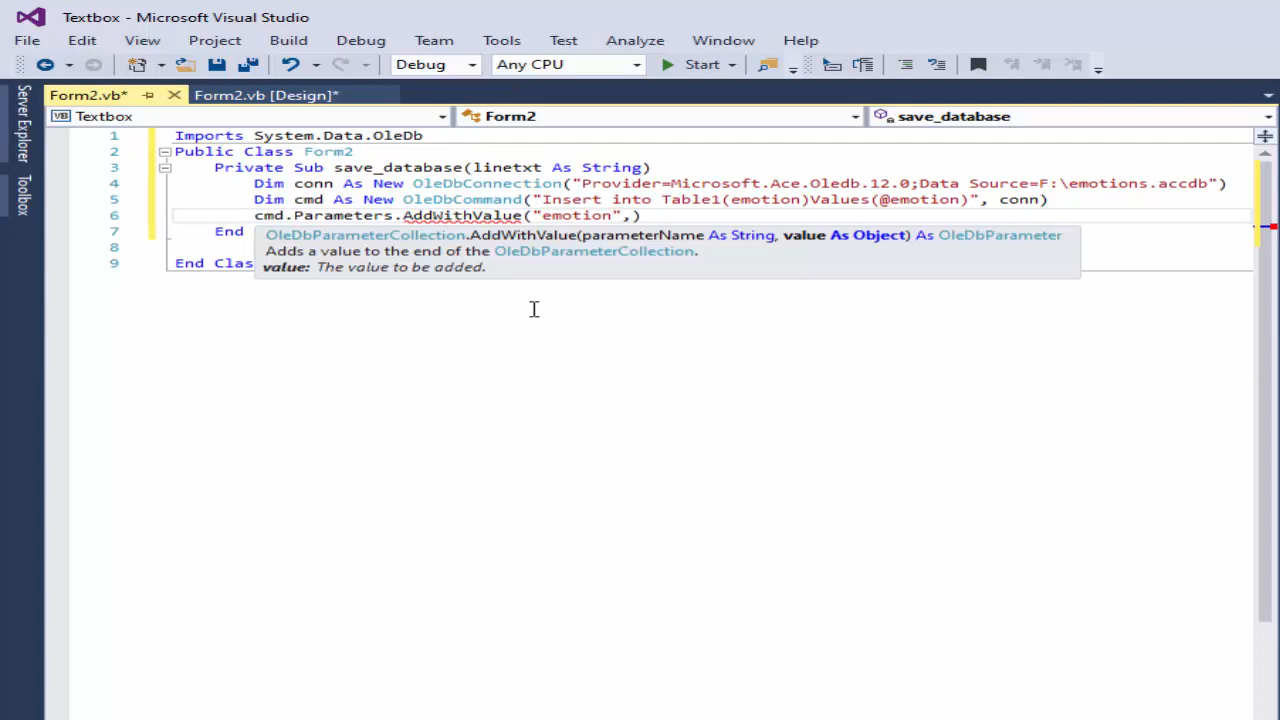 Textbox - Microsoft Visual Studio
File Edit View Project Build Debug Team Tools Test Analyze Window Help
Debug Any CPU Start
Server Explorer
Toolbox
Form2.vb* Form2.vb [Design]*
VB Textbox Form2 save_database
1 Imports System.Data.OleDb
2 Public Class Form2
3 Private Sub save_database(linetxt As String)
4 Dim conn As New OleDbConnection("Provider=Microsoft.Ace.Oledb.12.0;Data Source=F:\emotions.accdb")
5 Dim cmd As New OleDbCommand("Insert into Table1(emotion)Values(@emotion)", conn)
6 cmd.Parameters.AddWithValue("emotion",)
7 End
OleDbParameterCollection.AddWithValue(parameterName As String, value As Object) As OleDbParameter
8
Adds a value to the end of the OleDbParameterCollection.
9 End Clas
value: The value to be added.